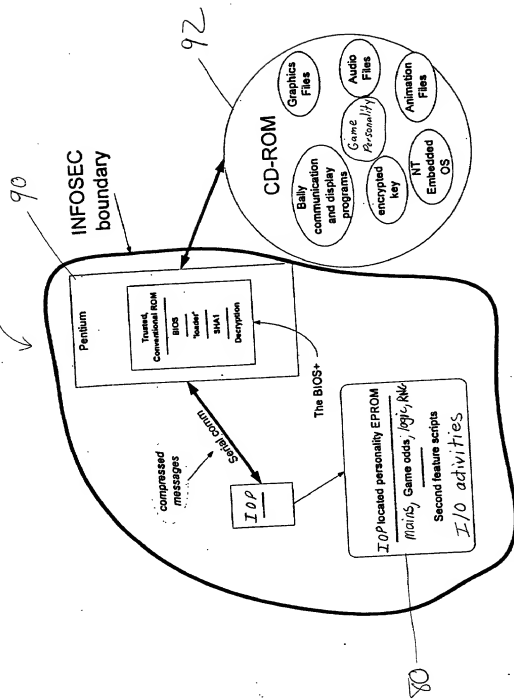 90
INFOSEC
boundary
92
Pentium
Trusted,
Conventional ROM
BIOS
"loader"
SHA1
Decryption
The BIOS+
CD-ROM
Graphics
Files
Bally
communication
and display
programs
Game
Personality
Audio
Files
encrypted
key
Animation
Files
NT
Embedded
OS
compressed
messages
Serial comm
IOP
IOP located personality EPROM
mains, Game odds, logic, RNG
Second feature scripts
I/O activities
80